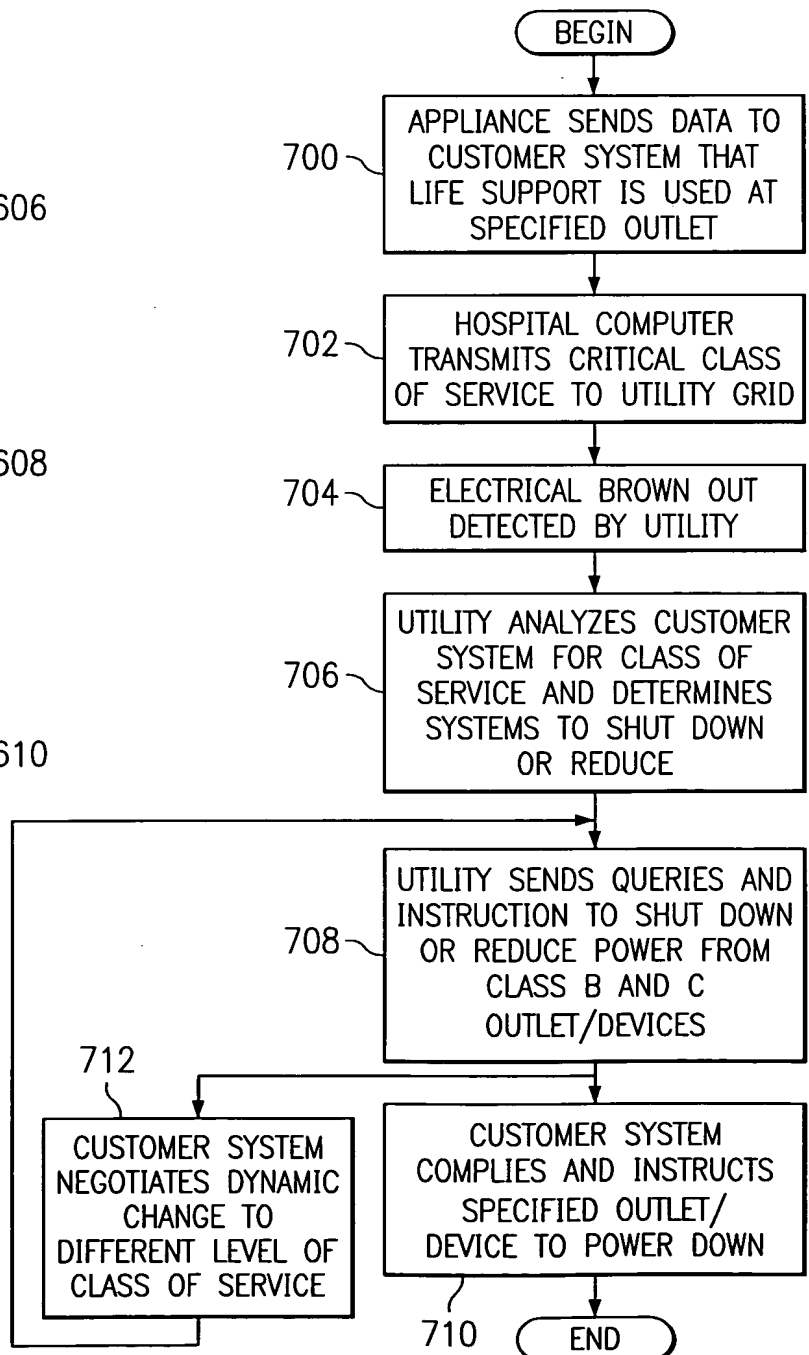 BEGIN
700
APPLIANCE SENDS DATA TO
CUSTOMER SYSTEM THAT
LIFE SUPPORT IS USED AT
SPECIFIED OUTLET
606
702
HOSPITAL COMPUTER
TRANSMITS CRITICAL CLASS
OF SERVICE TO UTILITY GRID
608
704
ELECTRICAL BROWN OUT
DETECTED BY UTILITY
706
UTILITY ANALYZES CUSTOMER
SYSTEM FOR CLASS OF
SERVICE AND DETERMINES
SYSTEMS TO SHUT DOWN
OR REDUCE
610
708
UTILITY SENDS QUERIES AND
INSTRUCTION TO SHUT DOWN
OR REDUCE POWER FROM
CLASS B AND C
OUTLET/DEVICES
712
CUSTOMER SYSTEM
NEGOTIATES DYNAMIC
CHANGE TO
DIFFERENT LEVEL OF
CLASS OF SERVICE
CUSTOMER SYSTEM
COMPLIES AND INSTRUCTS
SPECIFIED OUTLET/
DEVICE TO POWER DOWN
710
END